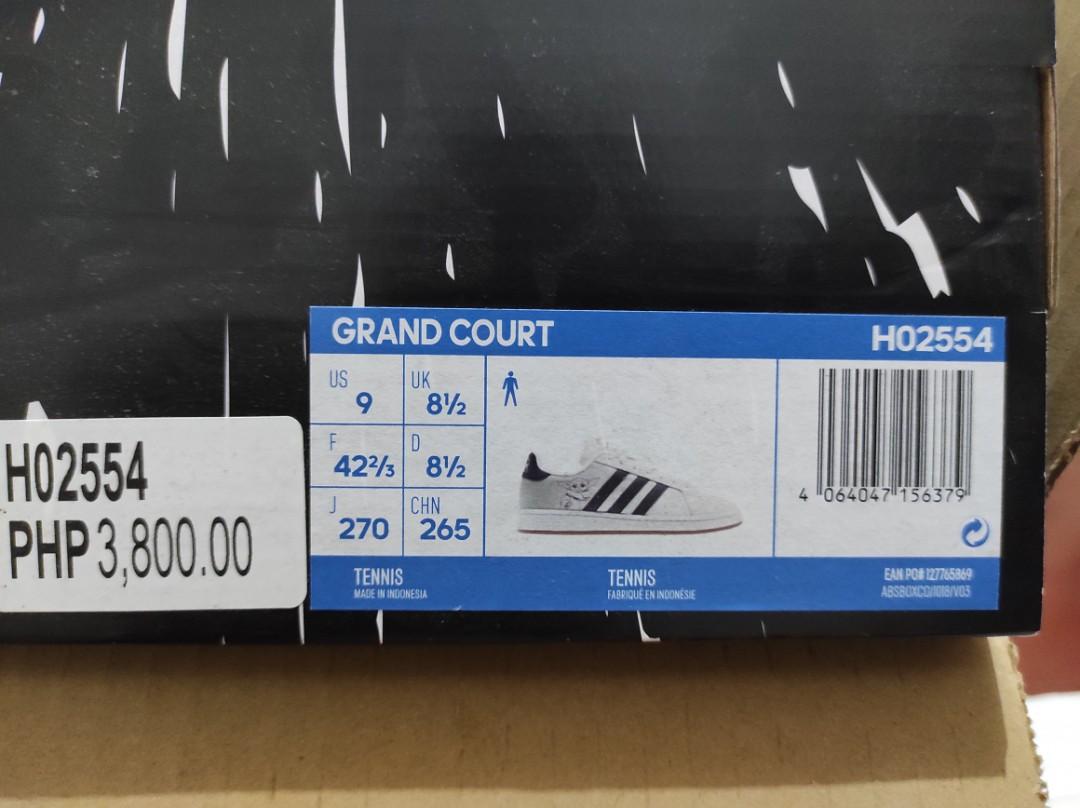 GRAND COURT H02554
US UK
9 8½
F D
42⅔ 8½
J CHN
270 265
4 064047 156379
TENNIS
MADE IN INDONESIA
TENNIS
FABRIQUÉ EN INDONÉSIE
EAN PO# 127765869
ABSBOXCO/1018/V03
H02554
PHP 3,800.00